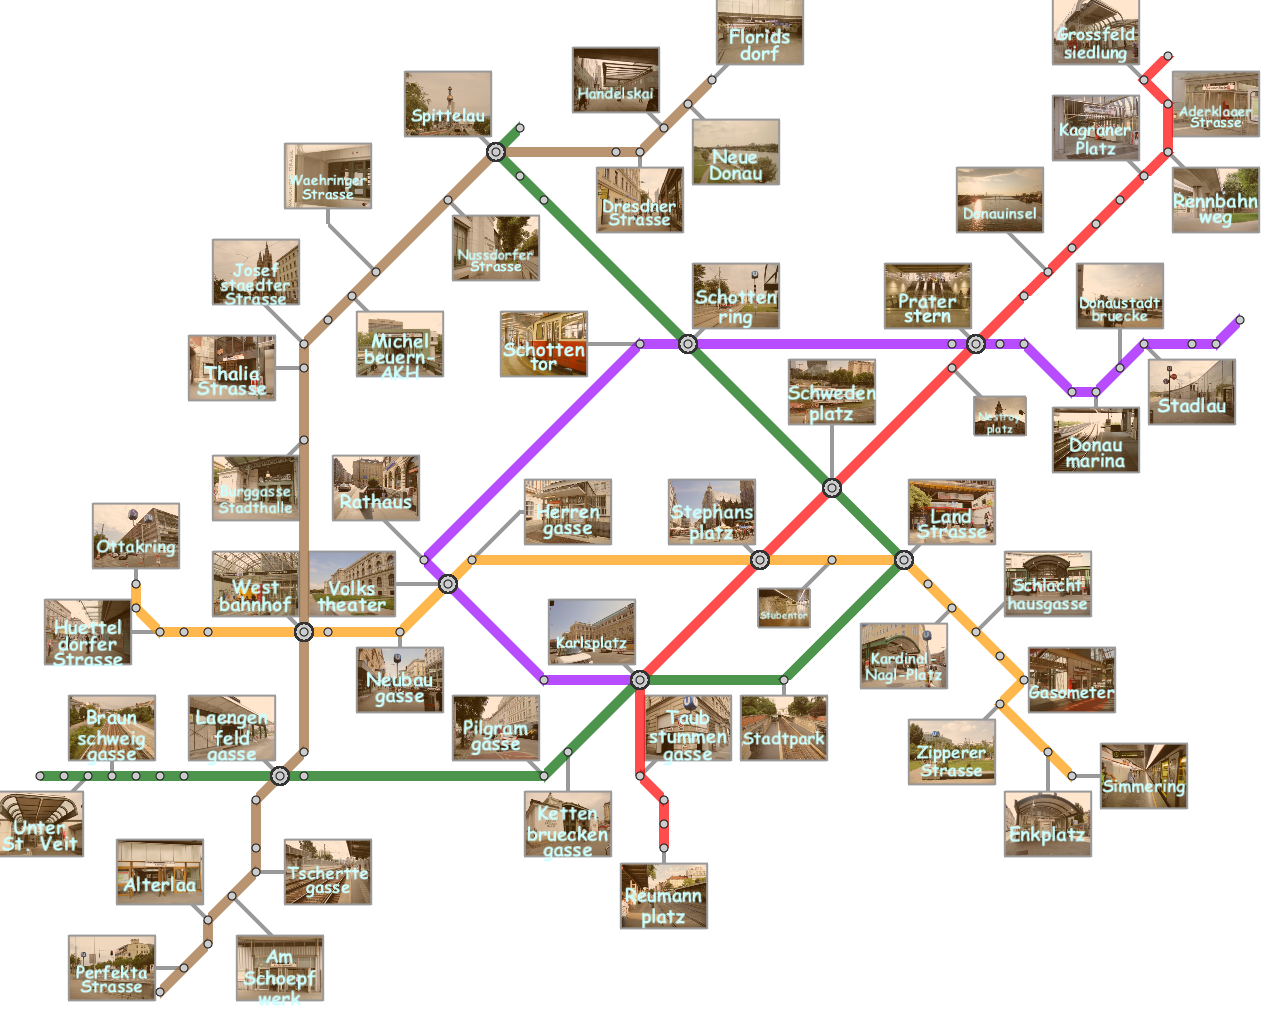 Florids
dorf
Grossfeld
siedlung
Handelskai
Spittelau
Aderklaaer
Strasse
Kagraner
Platz
Neue
Donau
Waehringer
Strasse
Dresdner
Strasse
Rennbahn
weg
Donauinsel
Nussdorfer
Strasse
Josef
staedter
Strasse
Schotten
ring
Prater
stern
Donaustadt
bruecke
Michel
beuern-
AKH
Schotten
tor
Thalia
Strasse
Schweden
platz
Stadlau
Nestroy
platz
Donau
marina
Burggasse
Stadthalle
Rathaus
Herren
gasse
Stephans
platz
Land
Strasse
Ottakring
West
bahnhof
Volks
theater
Schlacht
hausgasse
Stubentor
Huettel
dorfer
Strasse
Karlsplatz
Kardinal
Nagl-Platz
Neubau
gasse
Gasometer
Braun
schweig
gasse
Laengen
feld
gasse
Pilgram
gasse
Taub
stummen
gasse
Stadtpark
Zipperer
Strasse
Simmering
Unter
St. Veit
Ketten
bruecken
gasse
Enkplatz
Alterlaa
Tschertte
gasse
Reumann
platz
Perfekta
Strasse
Am
Schoepf
werk